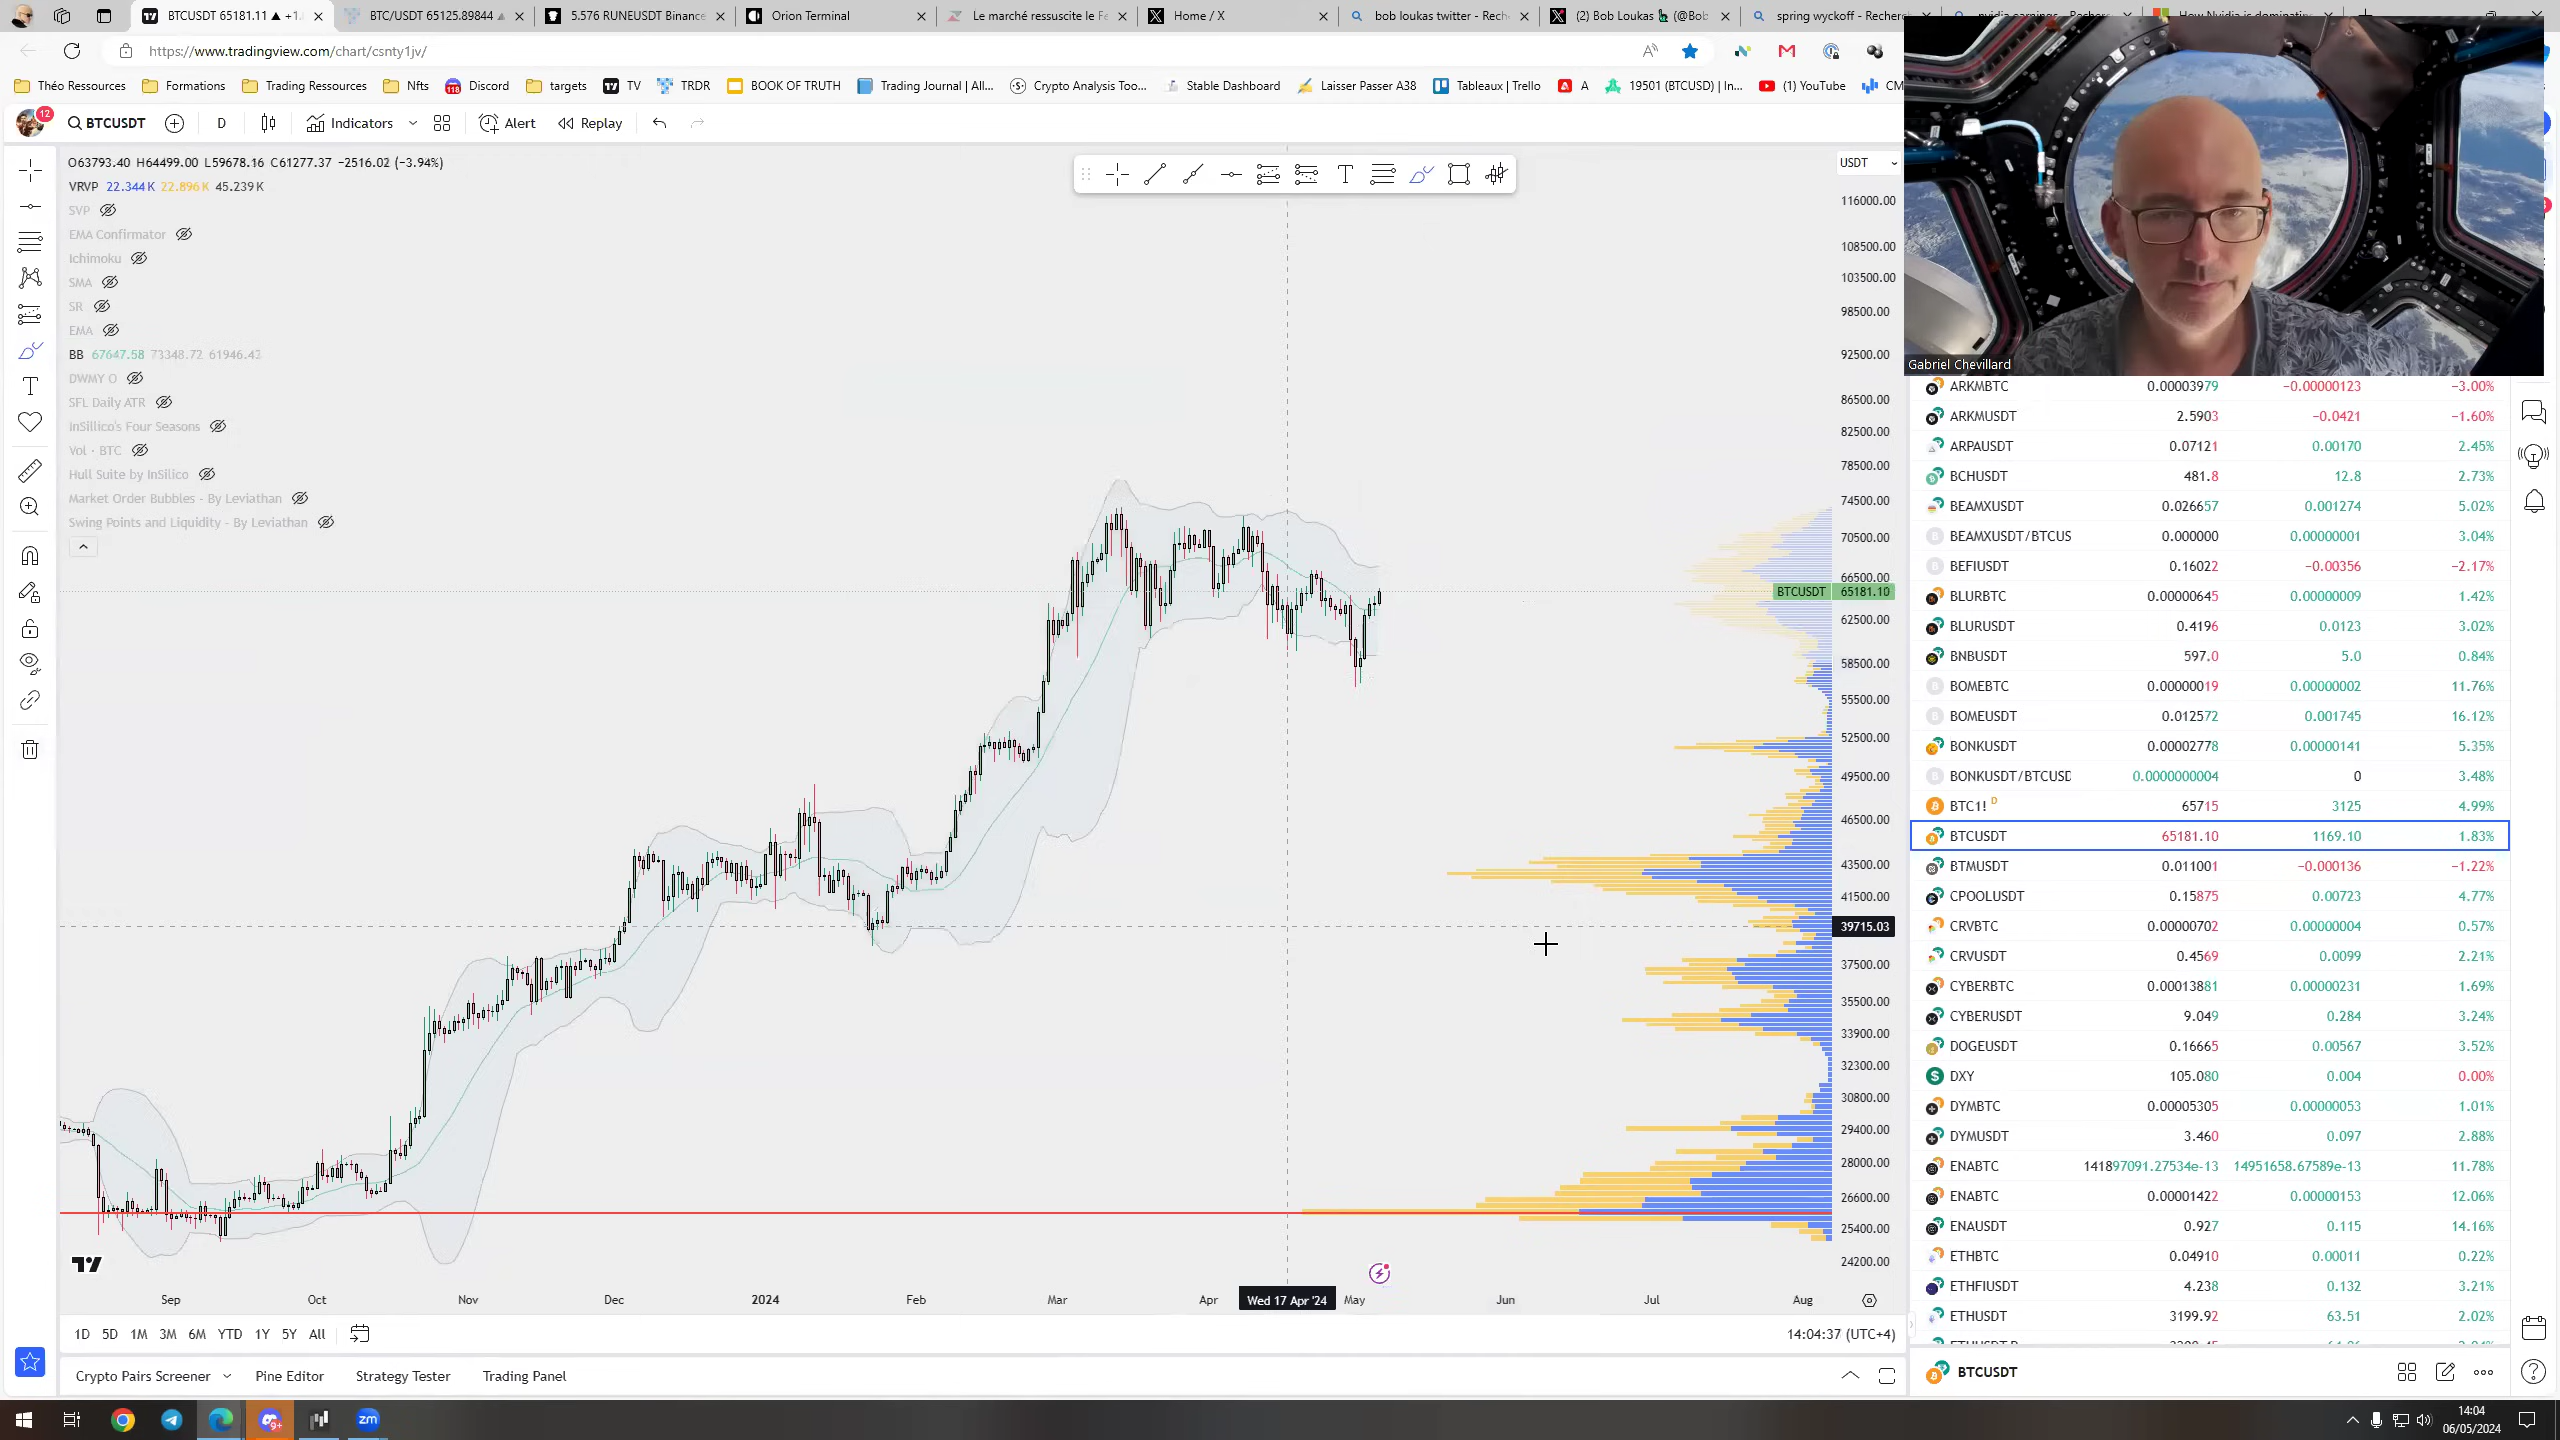 BTCUSDT 65181.11 ▲ +1.
BTC/USDT 65125.89844
5.576 RUNEUSDT Binance
Orion Terminal
Le marché ressuscite le Fe
Home / X
bob loukas twitter - Rech
(2) Bob Loukas (@Bob
spring wyckoff - Recherch
nvidia earnings - Recher
How Nvidia is dominatin
https://www.tradingview.com/chart/csnty1jv/
Théo Ressources
Formations
Trading Ressources
Nfts
Discord
targets
TV
TRDR
BOOK OF TRUTH
Trading Journal | All...
Crypto Analysis Too...
Stable Dashboard
Laisser Passer A38
Tableaux | Trello
A
19501 (BTCUSD) | In...
(1) YouTube
CM
12
BTCUSDT
D
Indicators
Alert
Replay
O63793.40 H64499.00 L59678.16 C61277.37 −2516.02 (−3.94%)
VRVP 22.344 K 22.896 K 45.239 K
SVP
EMA Confirmator
Ichimoku
SMA
SR
EMA
BB 67647.58 73348.72 61946.43
DWMY O
SFL Daily ATR
InSillico's Four Seasons
Vol · BTC
Hull Suite by InSilico
Market Order Bubbles - By Leviathan
Swing Points and Liquidity - By Leviathan
USDT
116000.00
108500.00
103500.00
98500.00
92500.00
86500.00
82500.00
78500.00
74500.00
70500.00
66500.00
BTCUSDT 65181.10
62500.00
58500.00
55500.00
52500.00
49500.00
46500.00
43500.00
41500.00
39715.03
37500.00
35500.00
33900.00
32300.00
30800.00
29400.00
28000.00
26600.00
25400.00
24200.00
Sep Oct Nov Dec 2024 Feb Mar Apr Wed 17 Apr '24 May Jun Jul Aug
1D 5D 1M 3M 6M YTD 1Y 5Y All
14:04:37 (UTC+4)
Crypto Pairs Screener
Pine Editor
Strategy Tester
Trading Panel
Gabriel Chevillard
ARKMBTC 0.00003979 −0.00000123 −3.00%
ARKMUSDT 2.5903 −0.0421 −1.60%
ARPAUSDT 0.07121 0.00170 2.45%
BCHUSDT 481.8 12.8 2.73%
BEAMXUSDT 0.026657 0.001274 5.02%
BEAMXUSDT/BTCUS 0.000000 0.00000001 3.04%
BEFIUSDT 0.16022 −0.00356 −2.17%
BLURBTC 0.00000645 0.00000009 1.42%
BLURUSDT 0.4196 0.0123 3.02%
BNBUSDT 597.0 5.0 0.84%
BOMEBTC 0.00000019 0.00000002 11.76%
BOMEUSDT 0.012572 0.001745 16.12%
BONKUSDT 0.00002778 0.00000141 5.35%
BONKUSDT/BTCUSD 0.0000000004 0 3.48%
BTC1! D 65715 3125 4.99%
BTCUSDT 65181.10 1169.10 1.83%
BTMUSDT 0.011001 −0.000136 −1.22%
CPOOLUSDT 0.15875 0.00723 4.77%
CRVBTC 0.00000702 0.00000004 0.57%
CRVUSDT 0.4569 0.0099 2.21%
CYBERBTC 0.00013881 0.00000231 1.69%
CYBERUSDT 9.049 0.284 3.24%
DOGEUSDT 0.16665 0.00567 3.52%
DXY 105.080 0.004 0.00%
DYMBTC 0.00005305 0.00000053 1.01%
DYMUSDT 3.460 0.097 2.88%
ENABTC 141897091.27534e-13 14951658.67589e-13 11.78%
ENABTC 0.00001422 0.00000153 12.06%
ENAUSDT 0.927 0.115 14.16%
ETHBTC 0.04910 0.00011 0.22%
ETHFIUSDT 4.238 0.132 3.21%
ETHUSDT 3199.92 63.51 2.02%
BTCUSDT
zm
14:04
06/05/2024